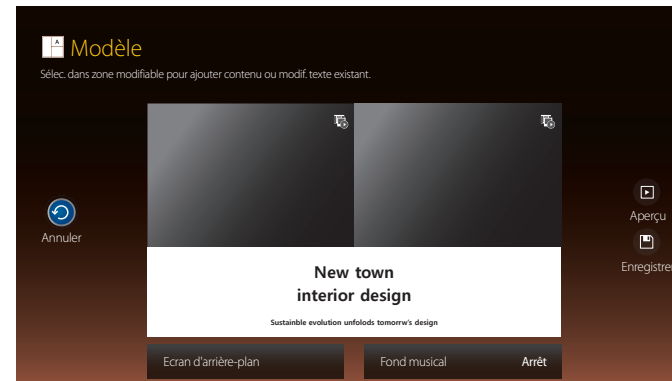 A
Modèle
Sélec. dans zone modifiable pour ajouter contenu ou modif. texte existant.
Annuler
New town
interior design
Sustainble evolution unfolods tomorrw's design
Aperçu
Enregistrer
Ecran d'arrière-plan
Fond musical Arrêt